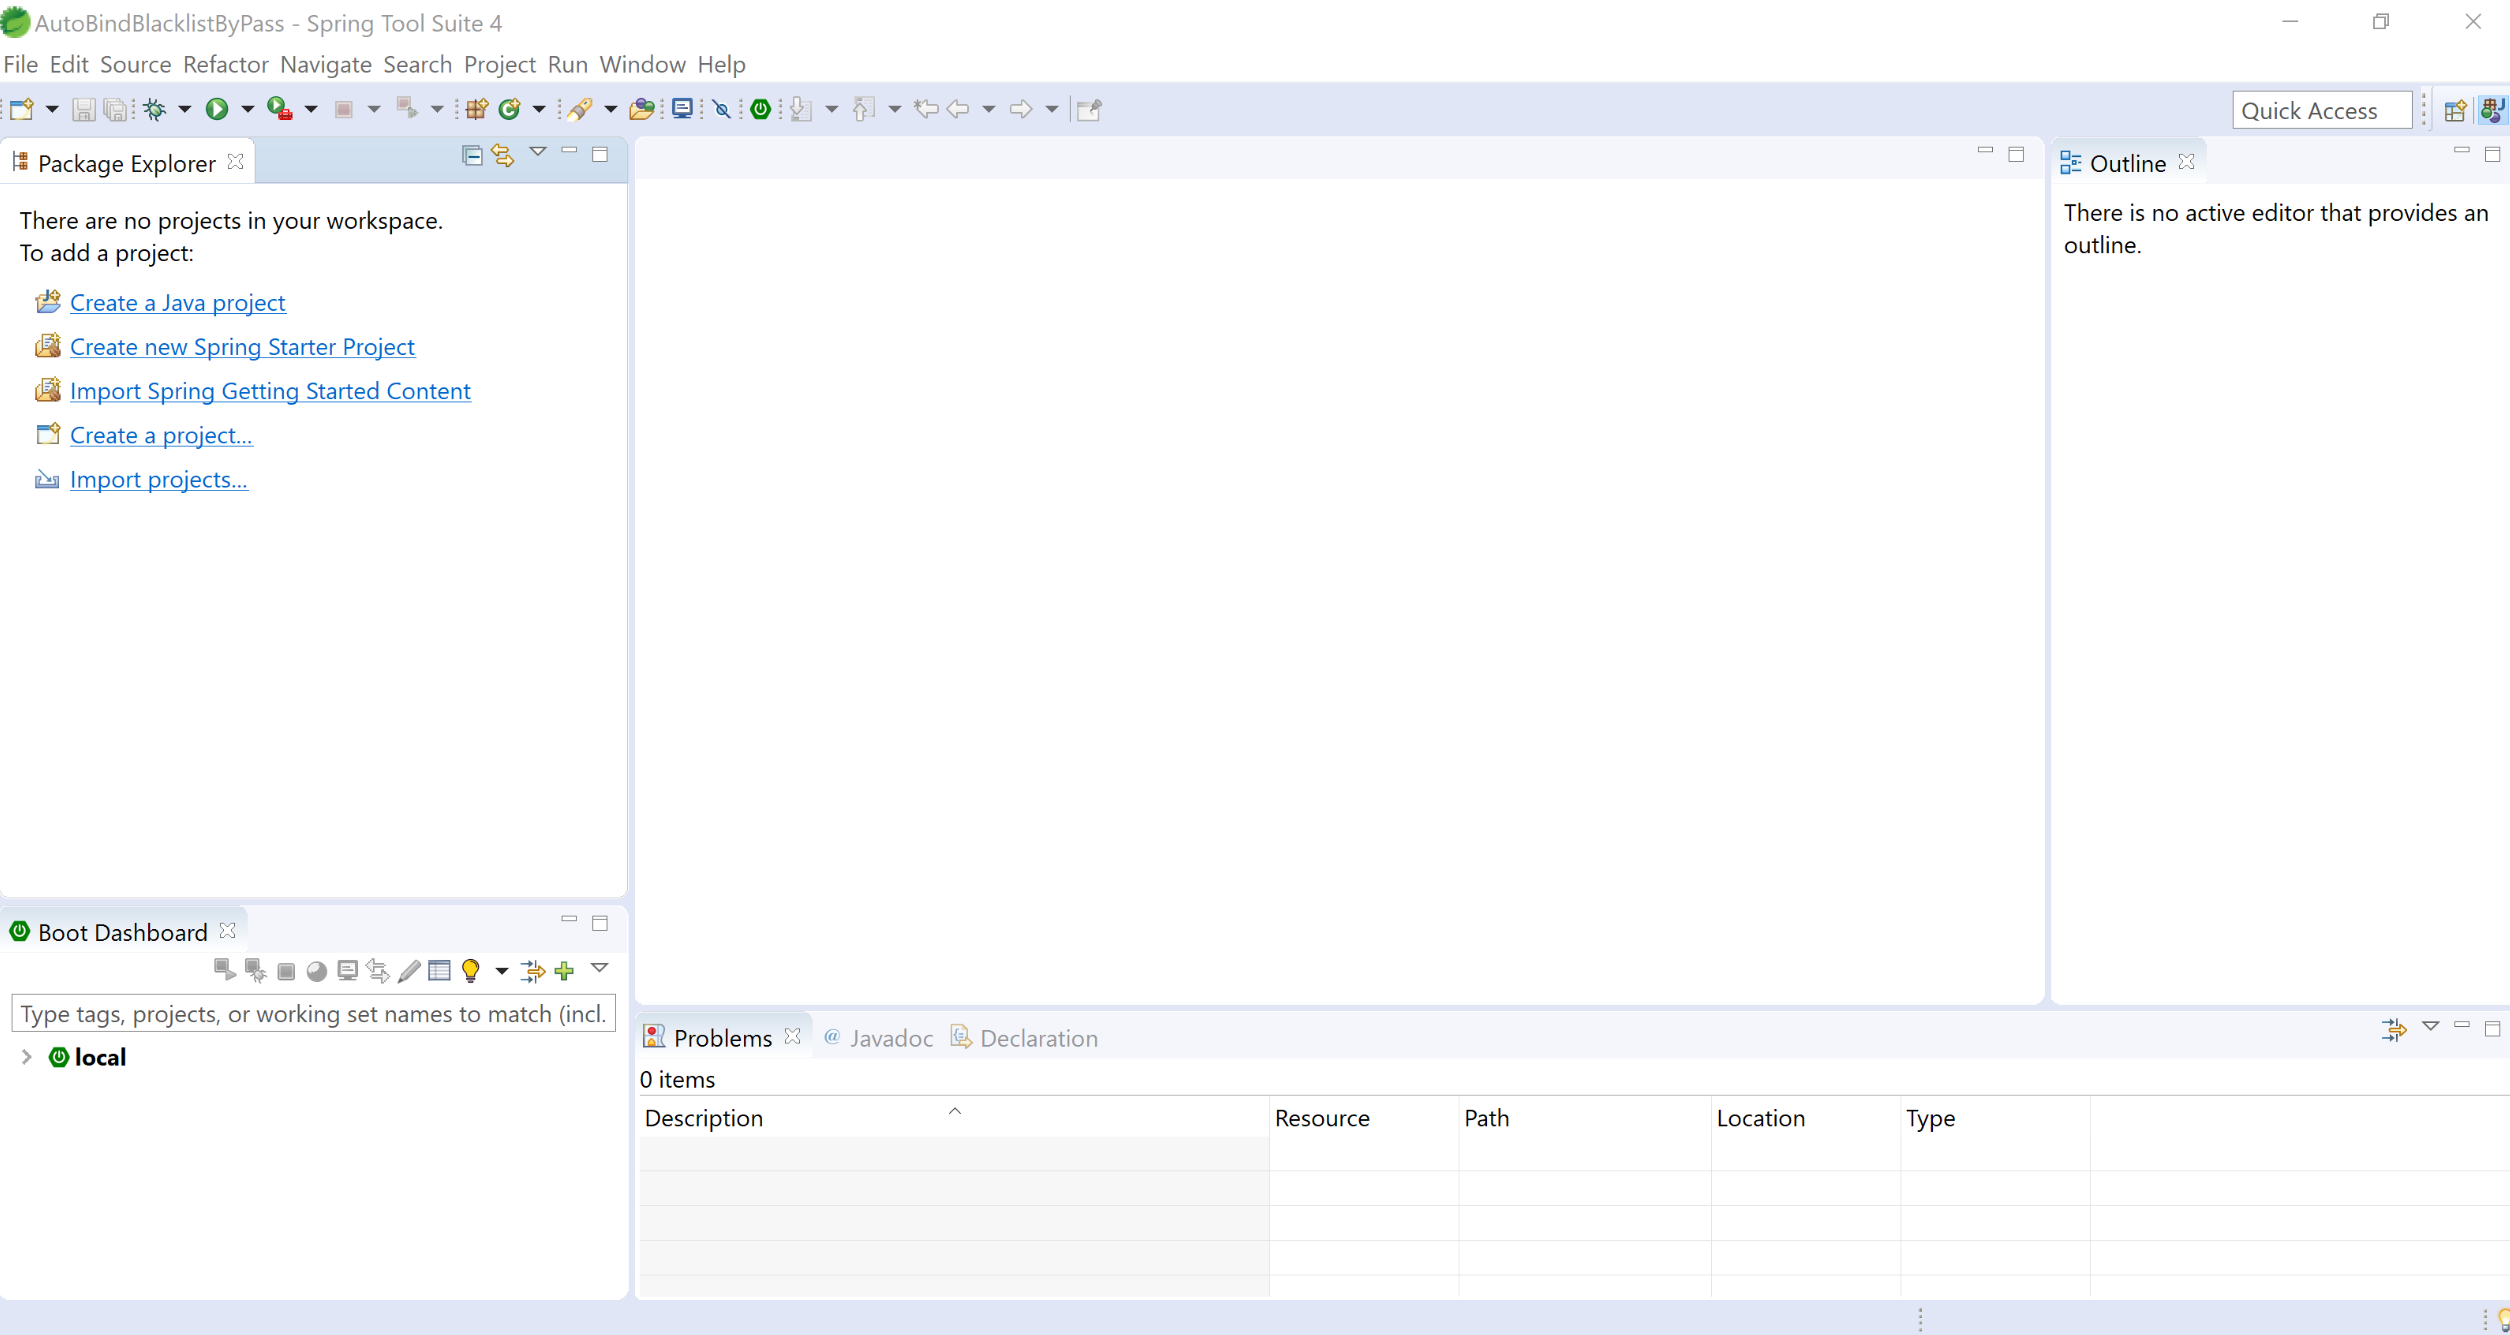 AutoBindBlacklistByPass - Spring Tool Suite 4
File Edit Source Refactor Navigate Search Project Run Window Help
Quick Access
Package Explorer
There are no projects in your workspace.
To add a project:
Create a Java project
Create new Spring Starter Project
Import Spring Getting Started Content
Create a project...
Import projects...
Outline
There is no active editor that provides an
outline.
Boot Dashboard
Type tags, projects, or working set names to match (incl.
local
Problems @ Javadoc Declaration
0 items
Description Resource Path Location Type